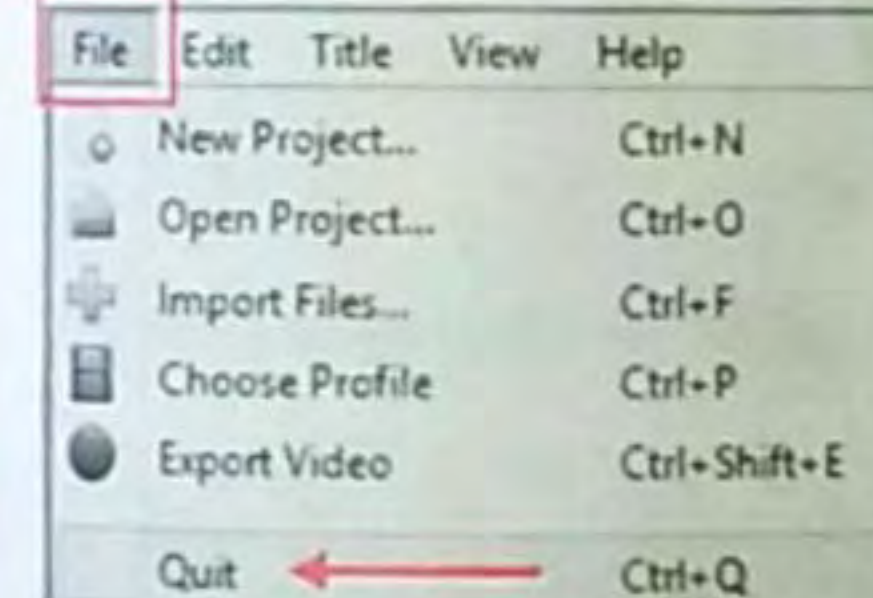 File Edit Title View Help
New Project... Ctrl+N
Open Project... Ctrl+O
Import Files... Ctrl+F
Choose Profile Ctrl+P
Export Video Ctrl+Shift+E
Quit Ctrl+Q